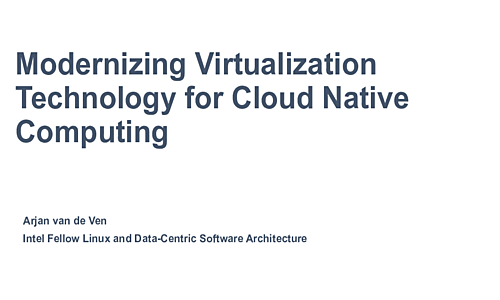 Modernizing Virtualization
Technology for Cloud Native
Computing
Arjan van de Ven
Intel Fellow Linux and Data-Centric Software Architecture